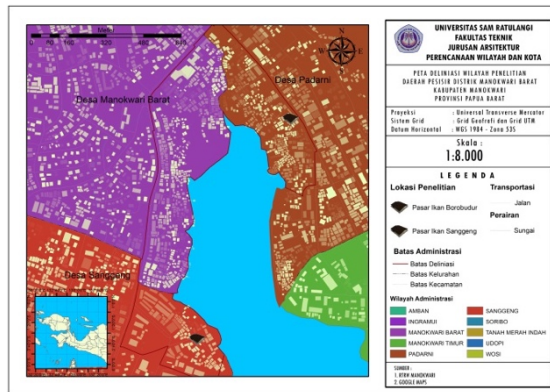 Meters
Desa Padarni
Desa Manokwari Barat
Desa Sanggeng
N
W
E
S
UNIVERSITAS SAM RATULANGI
FAKULTAS TEKNIK
JURUSAN ARSITEKTUR
PERENCANAAN WILAYAH DAN KOTA
PETA DELINIASI WILAYAH PENELITIAN
DAERAH PESISIR DISTRIK MANOKWARI BARAT
KABUPATEN MANOKWARI
PROVINSI PAPUA BARAT
Proyeksi : Universal Transverse Mercator
Sistem Grid : Grid Geografi dan Grid UTM
Datum Horizontal : WGS 1984 - Zona 53S
Skala :
1:8.000
L E G E N D A
Lokasi Penelitian
Pasar Ikan Borobudur
Pasar Ikan Sanggeng
Transportasi
Jalan
Perairan
Sungai
Batas Administrasi
Batas Deliniasi
Batas Kelurahan
Batas Kecamatan
Wilayah Administrasi
AMBAN
INGRAMUI
MANOKWARI BARAT
MANOKWARI TIMUR
PADARNI
SANGGENG
SORIBO
TANAH MERAH INDAH
UDOPI
WOSI
SUMBER :
1. RTRW MANOKWARI
2. GOOGLE MAPS